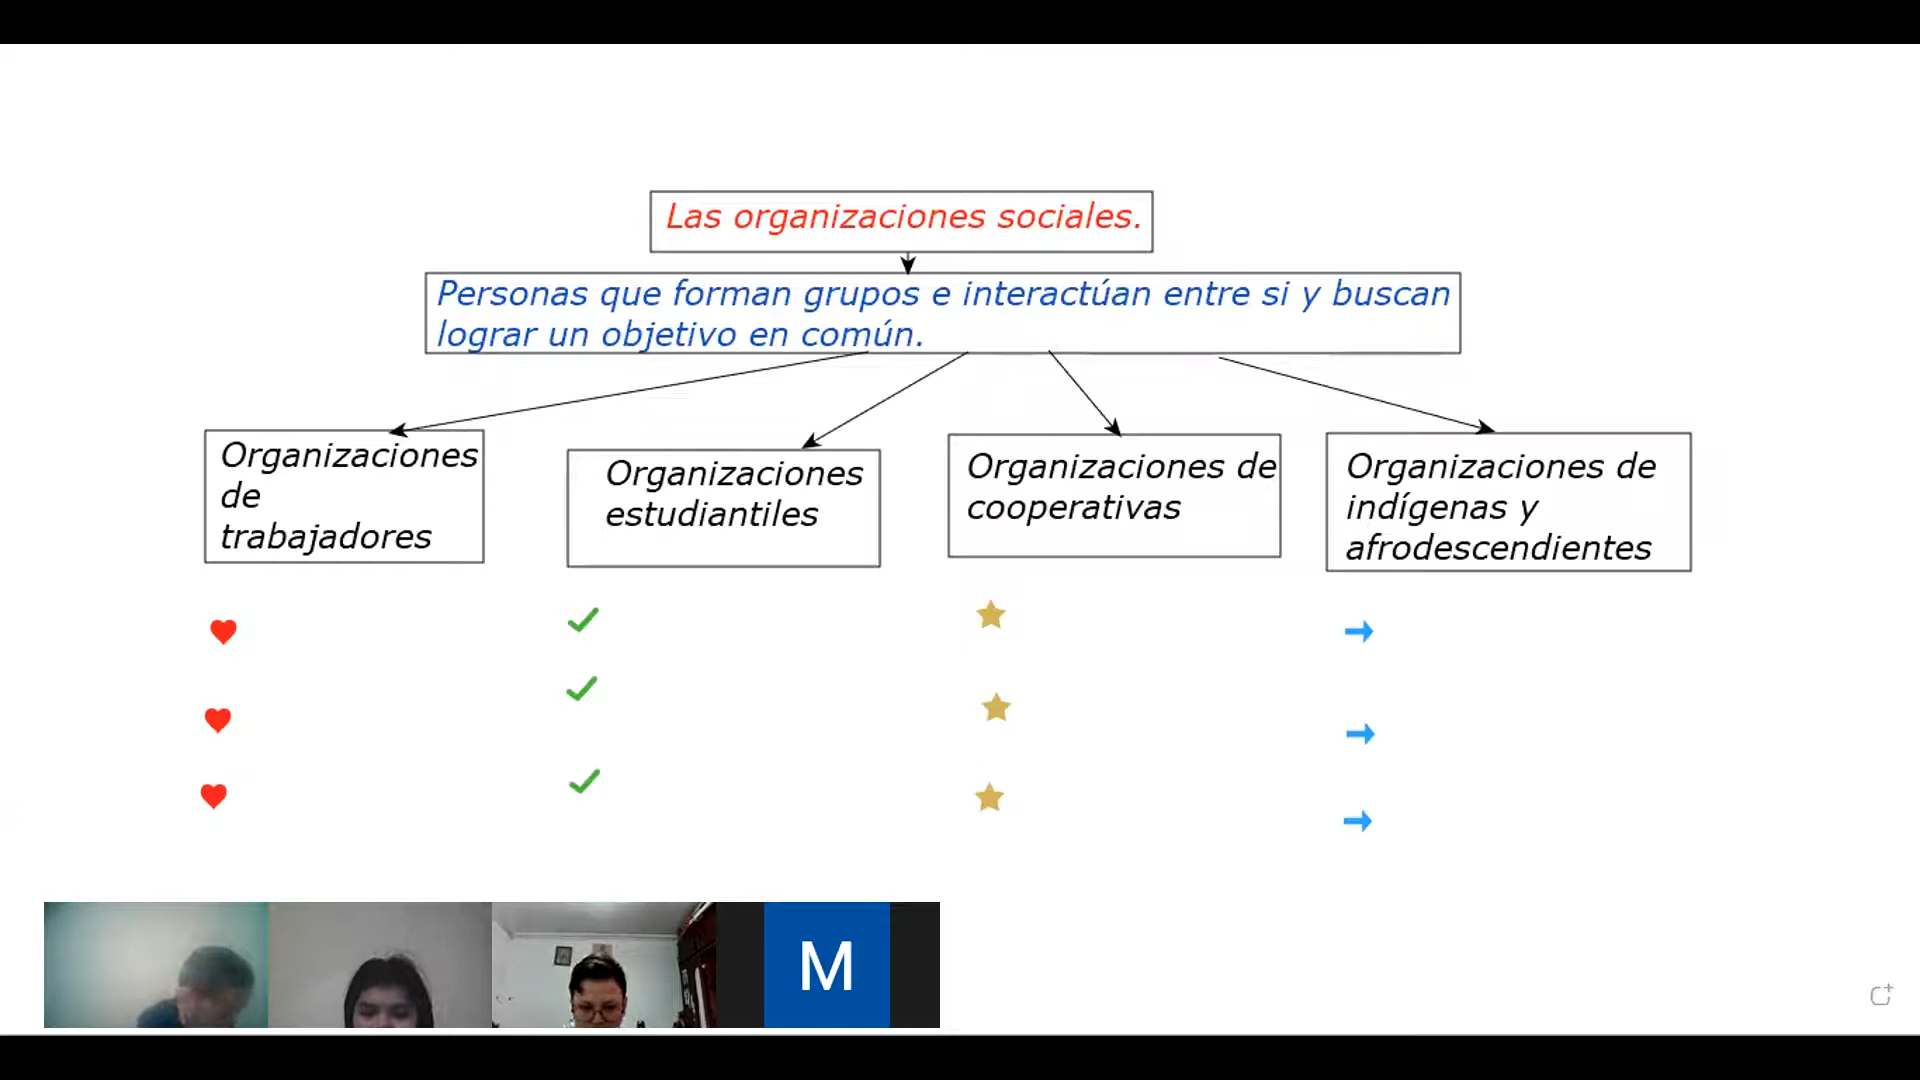 Las organizaciones sociales.
Personas que forman grupos e interactúan entre si y buscan
lograr un objetivo en común.
Organizaciones
de
trabajadores
Organizaciones
estudiantiles
Organizaciones de
cooperativas
Organizaciones de
indígenas y
afrodescendientes
M